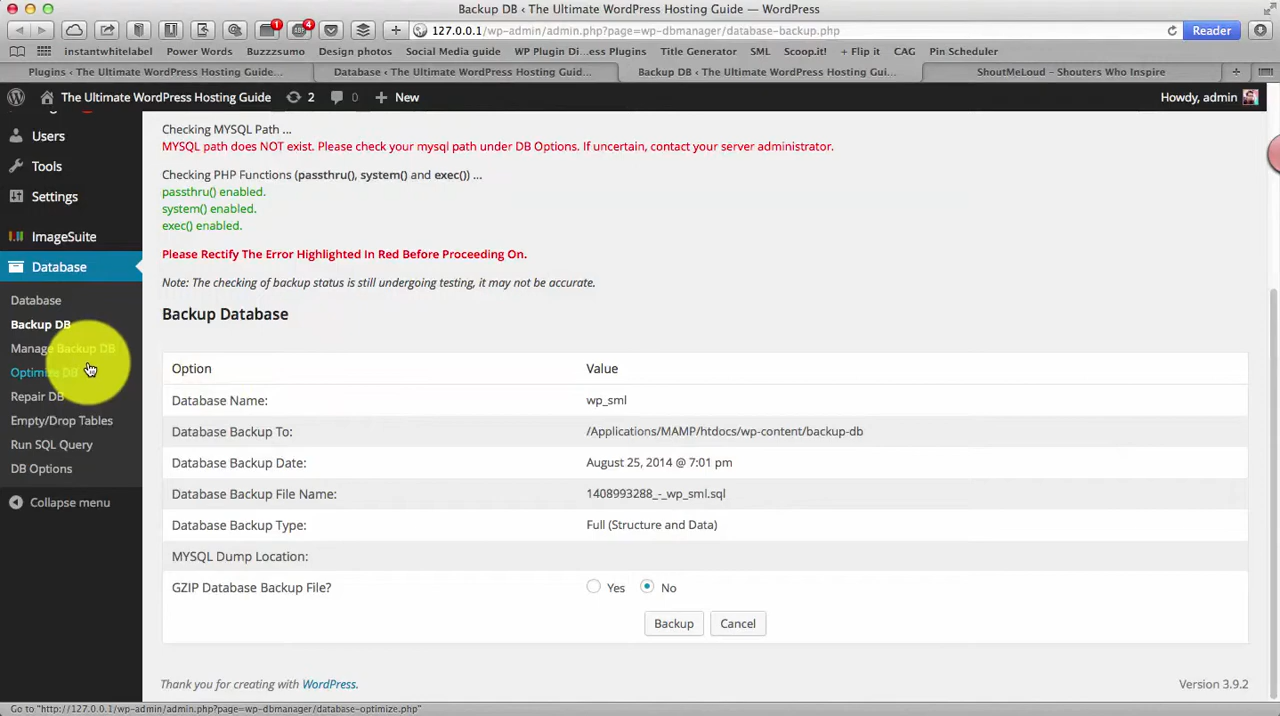 Backup DB ‹ The Ultimate WordPress Hosting Guide — WordPress
127.0.0.1/wp-admin/admin.php?page=wp-dbmanager/database-backup.php
Reader
1
4
instantwhitelabel
Power Words
Buzzzsumo
Design photos
Social Media guide
WP Plugin Di...ess Plugins
Title Generator
SML
Scoop.it!
+ Flip it
CAG
Pin Scheduler
Plugins ‹ The Ultimate WordPress Hosting Guide...
Database ‹ The Ultimate WordPress Hosting Guid...
Backup DB ‹ The Ultimate WordPress Hosting Gui...
ShoutMeLoud – Shouters Who Inspire
The Ultimate WordPress Hosting Guide
2
0
New
Howdy, admin
Users
Tools
Settings
ImageSuite
Database
Database
Backup DB
Manage Backup DB
Optimize DB
Repair DB
Empty/Drop Tables
Run SQL Query
DB Options
Collapse menu
Checking MYSQL Path ...
MYSQL path does NOT exist. Please check your mysql path under DB Options. If uncertain, contact your server administrator.
Checking PHP Functions (passthru(), system() and exec()) ...
passthru() enabled.
system() enabled.
exec() enabled.
Please Rectify The Error Highlighted In Red Before Proceeding On.
Note: The checking of backup status is still undergoing testing, it may not be accurate.
Backup Database
Option Value
Database Name: wp_sml
Database Backup To: /Applications/MAMP/htdocs/wp-content/backup-db
Database Backup Date: August 25, 2014 @ 7:01 pm
Database Backup File Name: 1408993288_-_wp_sml.sql
Database Backup Type: Full (Structure and Data)
MYSQL Dump Location:
GZIP Database Backup File? Yes No
Backup Cancel
Thank you for creating with WordPress. Version 3.9.2
Go to "http://127.0.0.1/wp-admin/admin.php?page=wp-dbmanager/database-optimize.php"